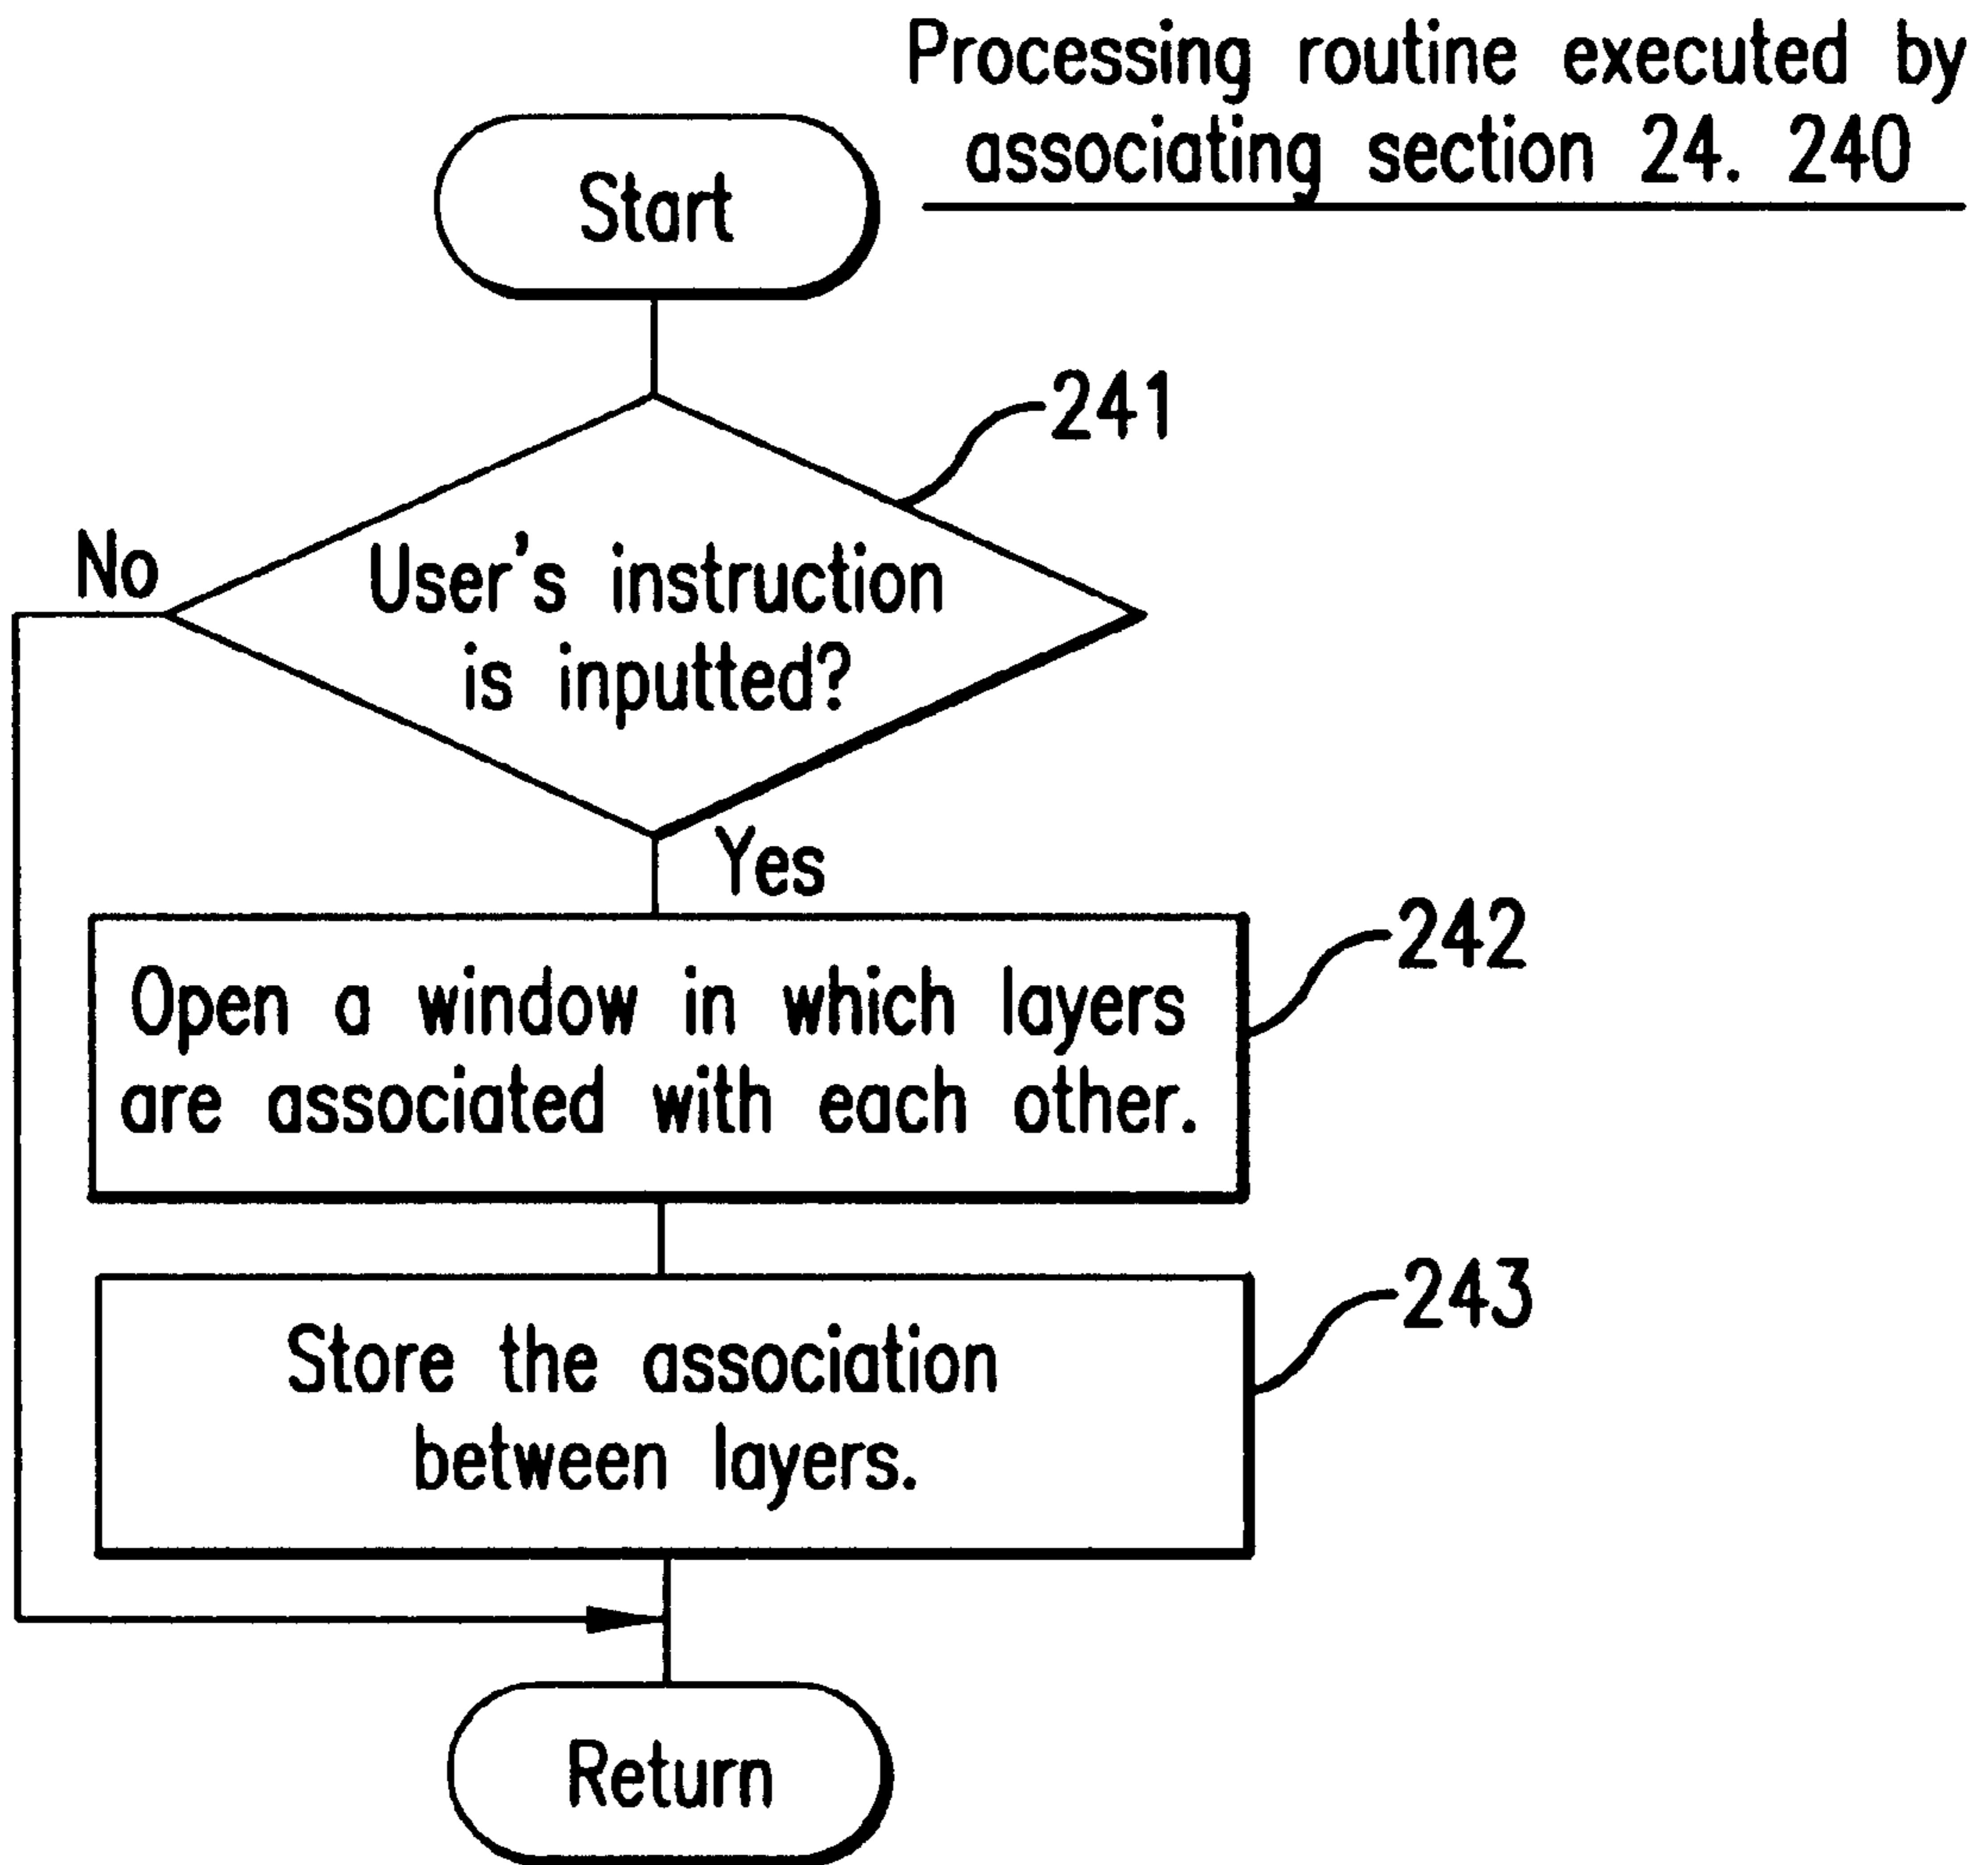 Processing routine executed by
associating section 24. 240
Start
241
No
User's instruction
is inputted?
Yes
242
Open a window in which layers
are associated with each other.
243
Store the association
between layers.
Return